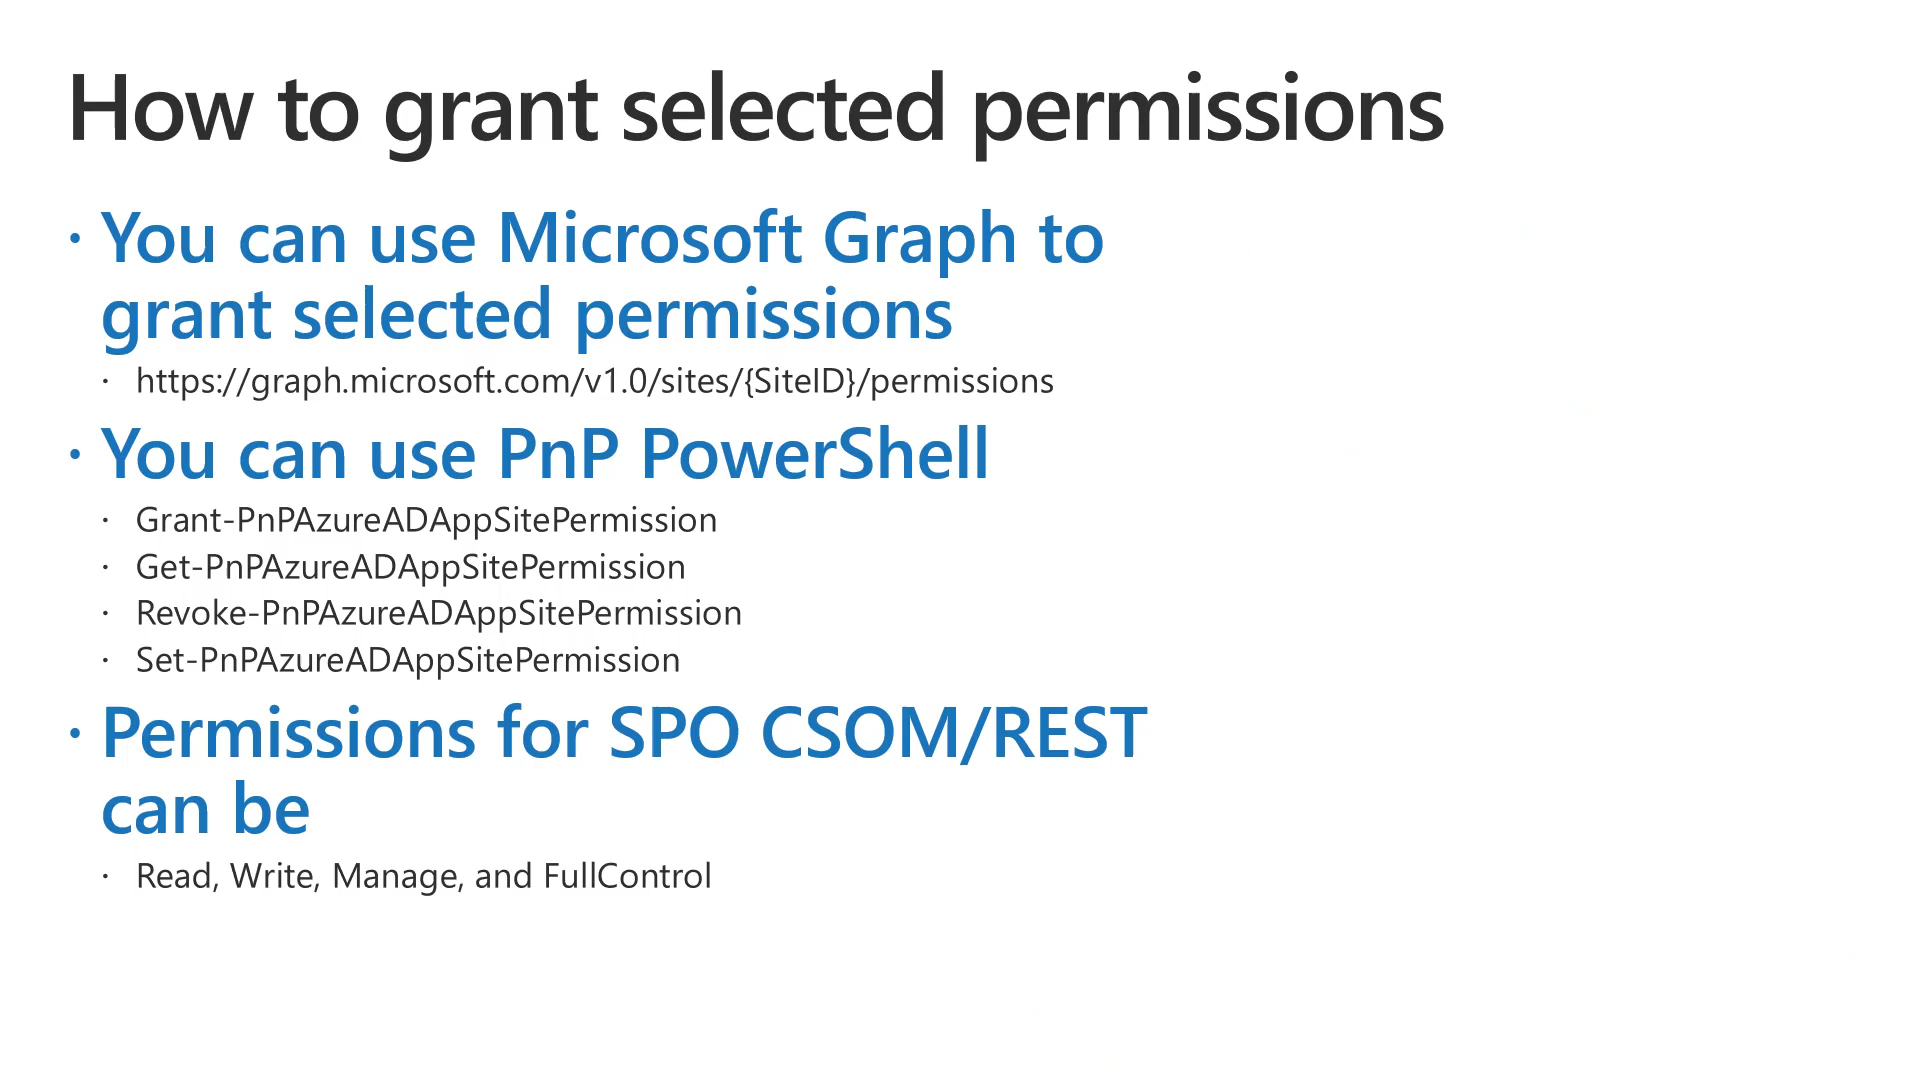 How to grant selected permissions
· You can use Microsoft Graph to
grant selected permissions
· https://graph.microsoft.com/v1.0/sites/{SiteID}/permissions
· You can use PnP PowerShell
· Grant-PnPAzureADAppSitePermission
· Get-PnPAzureADAppSitePermission
· Revoke-PnPAzureADAppSitePermission
· Set-PnPAzureADAppSitePermission
· Permissions for SPO CSOM/REST
can be
· Read, Write, Manage, and FullControl